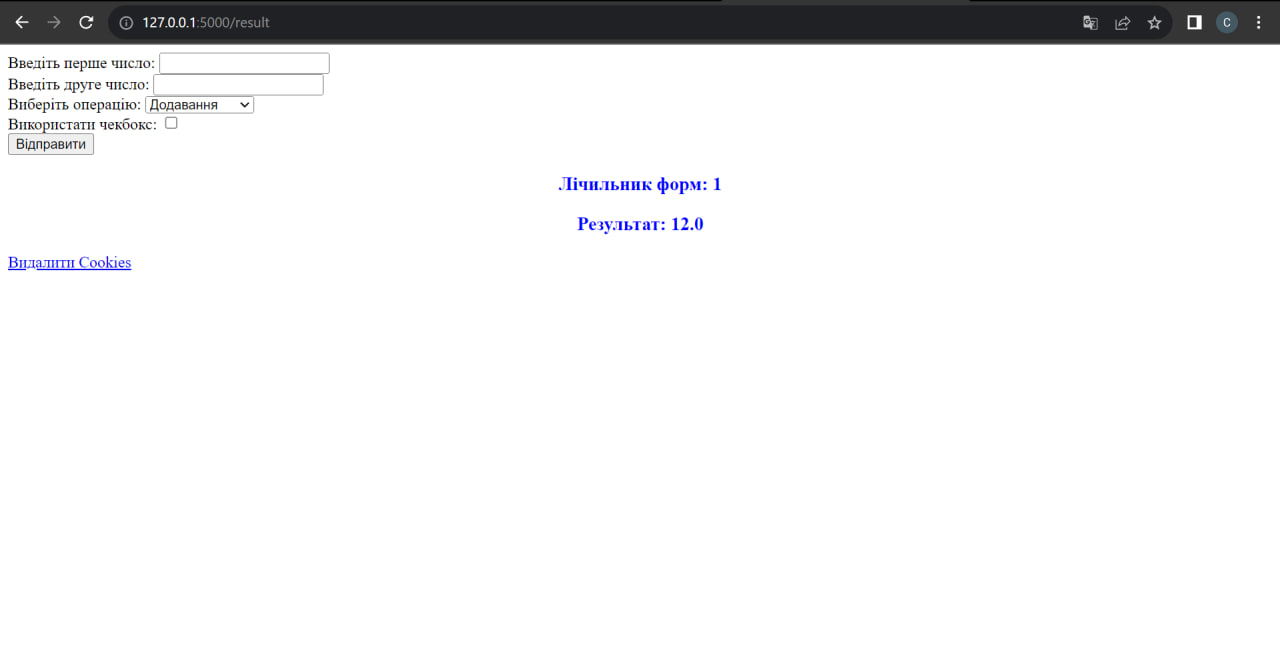 127.0.0.1:5000/result
C
Введіть перше число:
Введіть друге число:
Виберіть операцію: Додавання
Використати чекбокс:
Відправити
Лічильник форм: 1
Результат: 12.0
Видалити Cookies